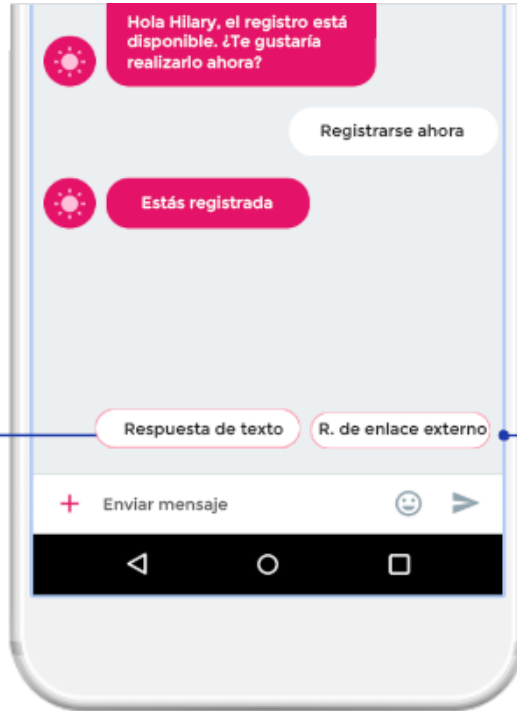 Hola Hilary, el registro está
disponible. ¿Te gustaría
realizarlo ahora?
Registrarse ahora
Estás registrada
Respuesta de texto
R. de enlace externo
Enviar mensaje